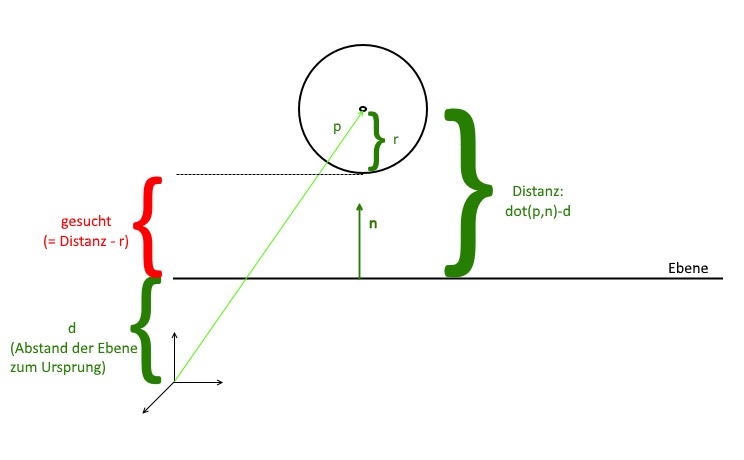 p
r
Distanz:
dot(p,n)-d
gesucht
(= Distanz - r)
n
Ebene
d
(Abstand der Ebene
zum Ursprung)